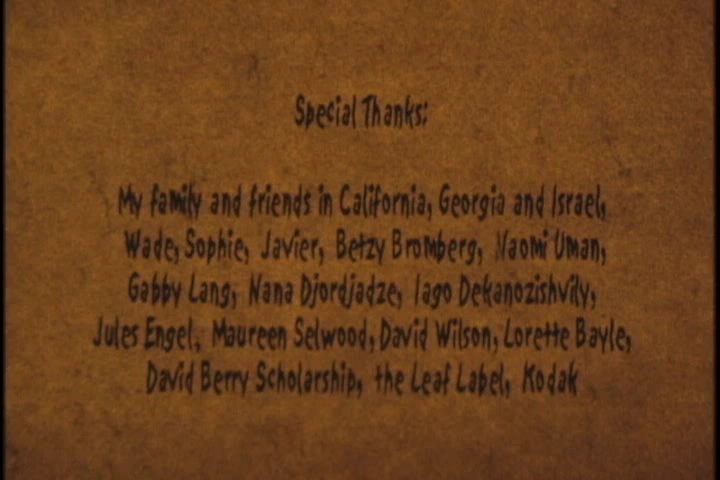 Special Thanks:
My family and friends in California, Georgia and Israel,
Wade, Sophie, Javier, Betzy Bromberg, Naomi Uman,
Gabby Lang, Nana Djordjadze, Iago Dekanozishvily,
Jules Engel, Maureen Selwood, David Wilson, Lorette Bayle,
David Berry Scholarship, the Leaf Label, Kodak